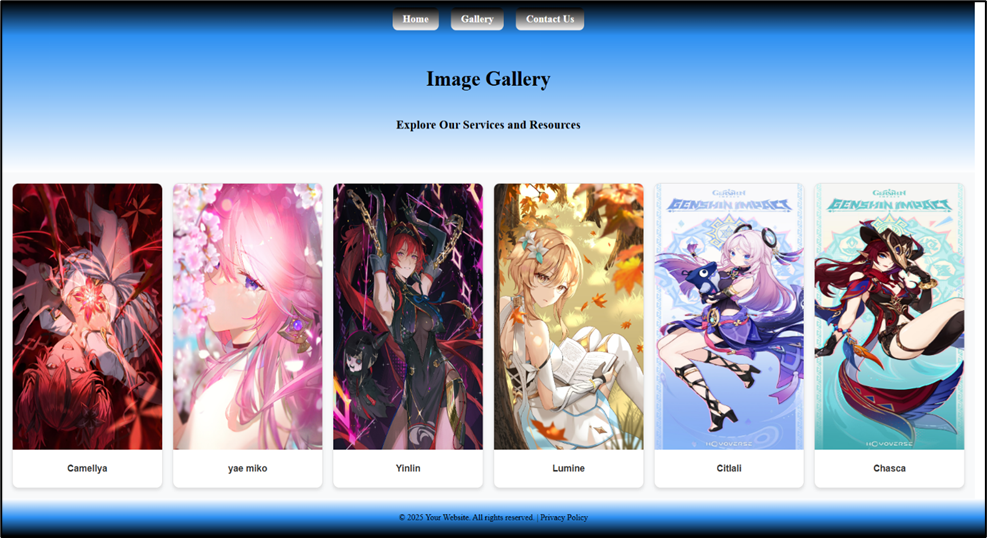 Home Gallery Contact Us
Image Gallery
Explore Our Services and Resources
GENSHIN IMPACT GENSHIN IMPACT
HOYOVERSE HOYOVERSE
Camellya yae miko Yinlin Lumine Citlali Chasca
© 2025 Your Website. All rights reserved. | Privacy Policy